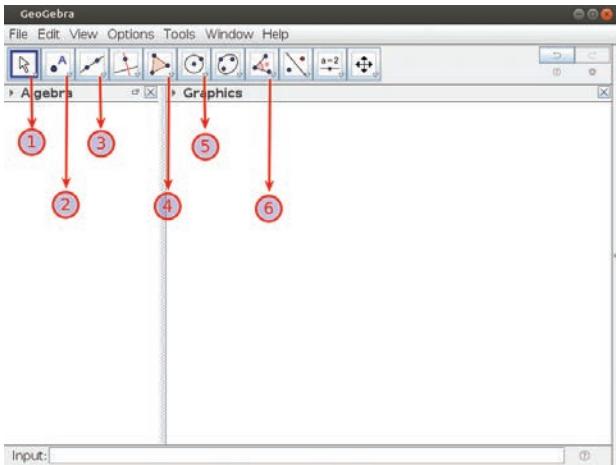 GeoGebra
File Edit View Options Tools Window Help
A
a=2
Algebra
Graphics
1
3
5
2
4
6
Input: